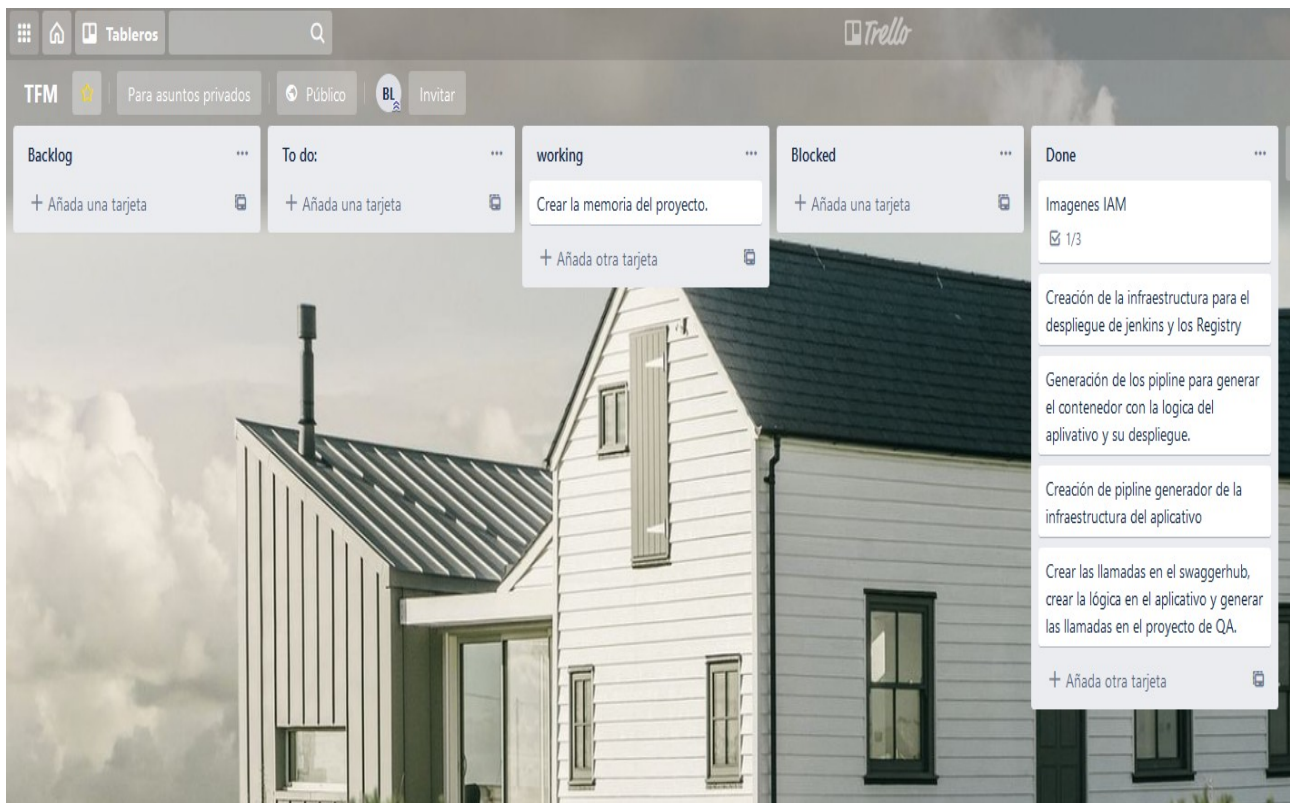 Tableros
Trello
TFM
Para asuntos privados
Público
BL
Invitar
Backlog
+ Añada una tarjeta
To do:
+ Añada una tarjeta
working
Crear la memoria del proyecto.
+ Añada otra tarjeta
Blocked
+ Añada una tarjeta
Done
Imagenes IAM
1/3
Creación de la infraestructura para el
despliegue de jenkins y los Registry
Generación de los pipline para generar
el contenedor con la logica del
aplivativo y su despliegue.
Creación de pipline generador de la
infraestructura del aplicativo
Crear las llamadas en el swaggerhub,
crear la lógica en el aplicativo y generar
las llamadas en el proyecto de QA.
+ Añada otra tarjeta